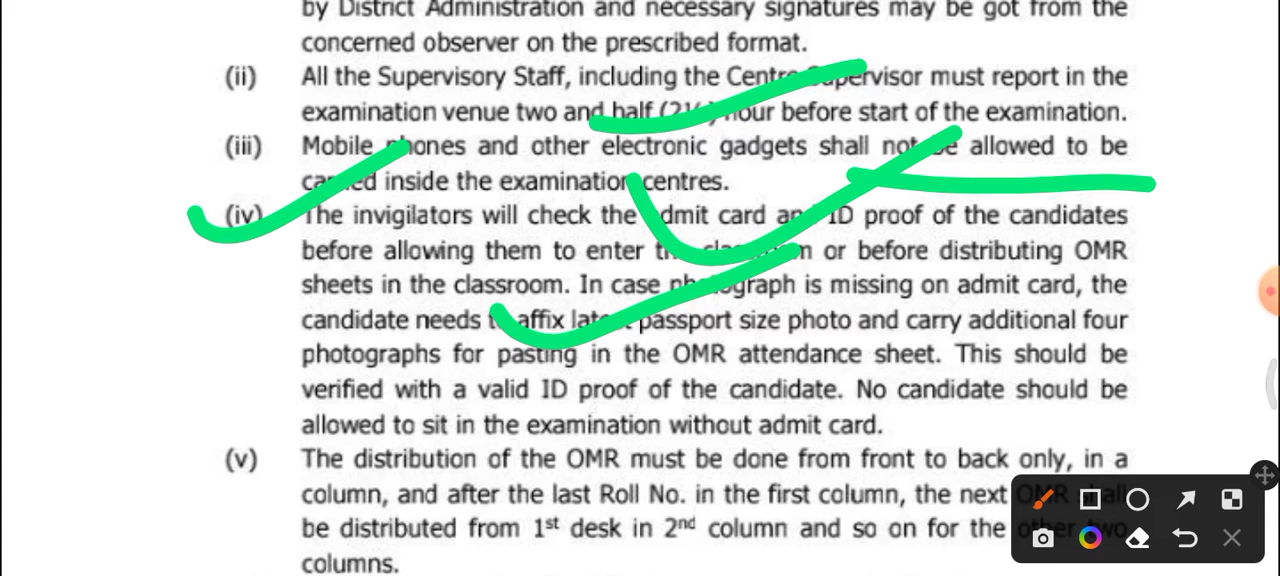 by District Administration and necessary signatures may be got from the
concerned observer on the prescribed format.
(ii) All the Supervisory Staff, including the Centre Supervisor must report in the
examination venue two and half (2½) hour before start of the examination.
(iii) Mobile phones and other electronic gadgets shall not be allowed to be
carried inside the examination centres.
(iv) The invigilators will check the admit card and ID proof of the candidates
before allowing them to enter the classroom or before distributing OMR
sheets in the classroom. In case photograph is missing on admit card, the
candidate needs to affix latest passport size photo and carry additional four
photographs for pasting in the OMR attendance sheet. This should be
verified with a valid ID proof of the candidate. No candidate should be
allowed to sit in the examination without admit card.
(v) The distribution of the OMR must be done from front to back only, in a
column, and after the last Roll No. in the first column, the next OMR shall
be distributed from 1st desk in 2nd column and so on for the other two
columns.